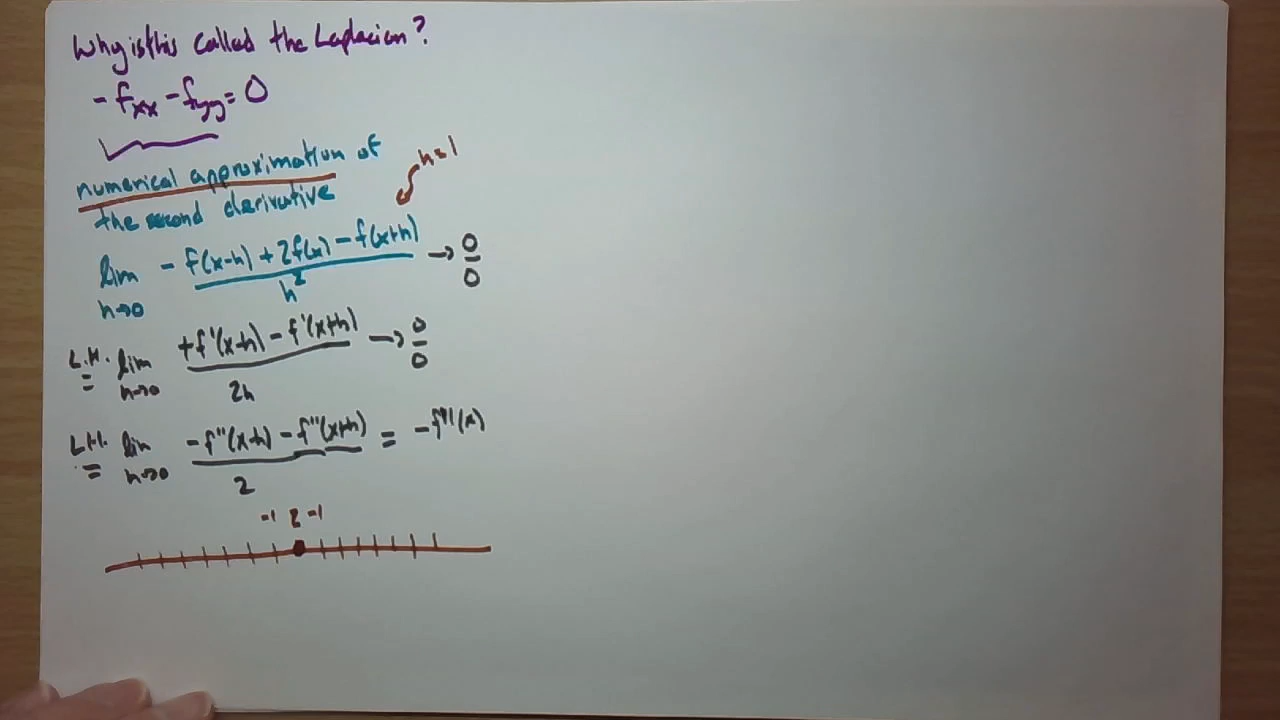 Why is this called the Laplacian?
- fxx - fyy = 0
numerical approximation of
the second derivative
h=1
lim h→0 - f(x-h) + 2f(x) - f(x+h) / h² → 0/0
L.H. = lim h→0 + f'(x-h) - f'(x+h) / 2h → 0/0
L.H. = lim h→0 - f''(x-h) - f''(x+h) / 2 = - f''(x)
-1 2 -1